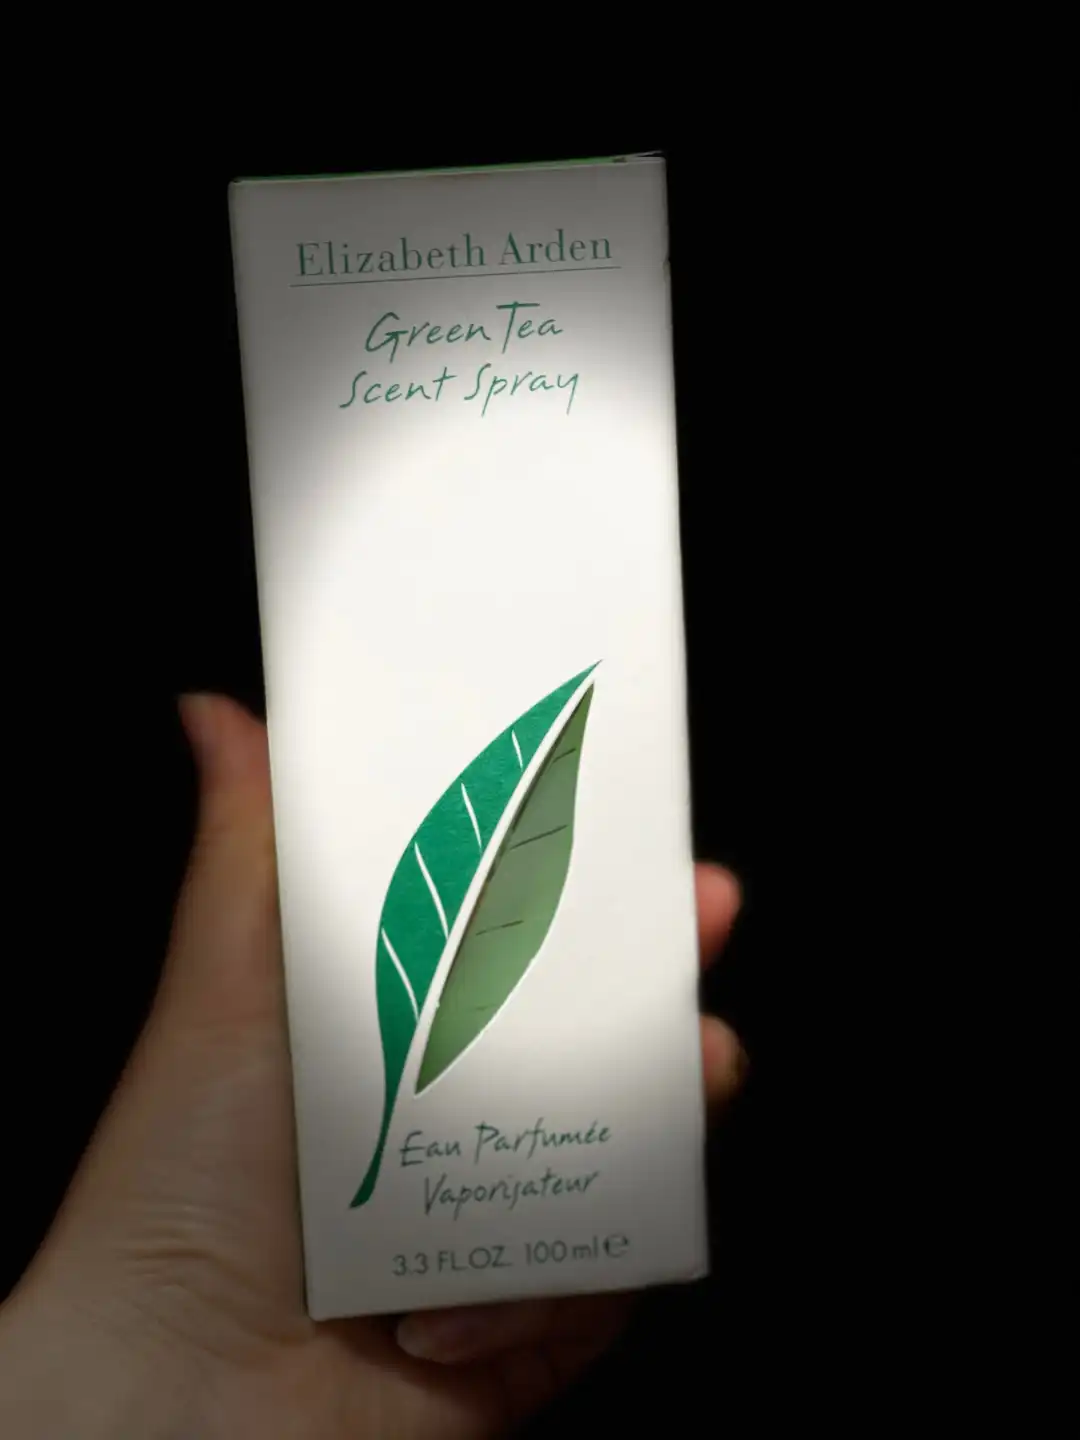 Elizabeth Arden
Green Tea
Scent Spray
Eau Parfumée
Vaporisateur
3.3 FL.OZ. 100 ml ℮